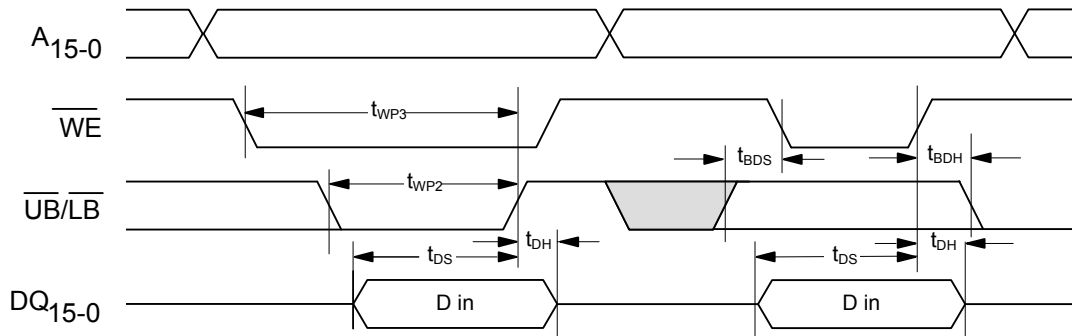 A15-0
WE
tWP3
tBDS
tBDH
UB/LB
tWP2
tDH
tDS
tDH
tDS
DQ15-0
D in
D in